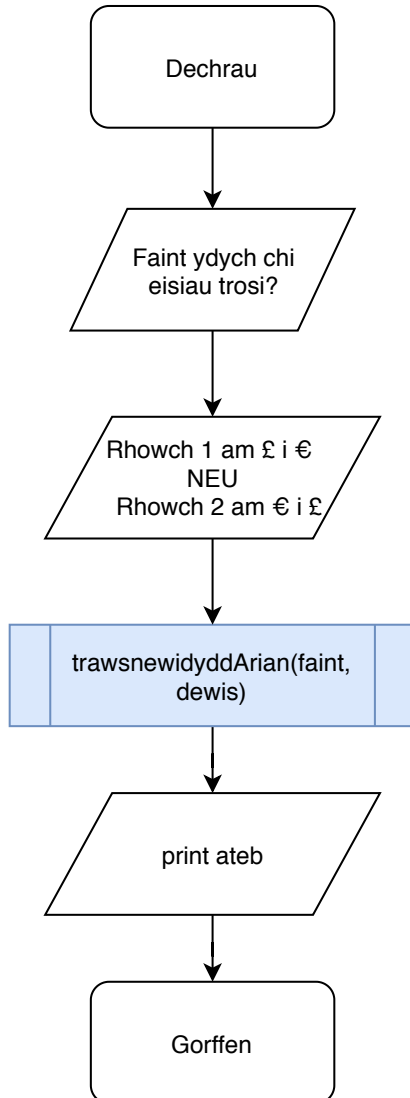 Dechrau
Faint ydych chi
eisiau trosi?
Rhowch 1 am £ i €
NEU
Rhowch 2 am € i £
trawsnewidyddArian(faint,
dewis)
print ateb
Gorffen